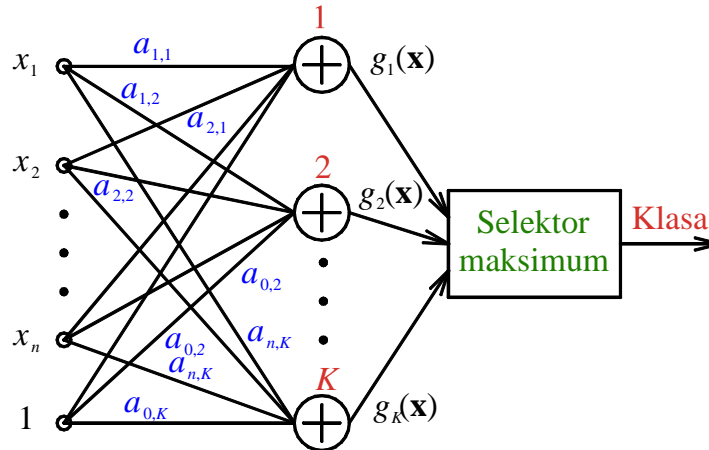 1
x₁
a₁,₁
g₁(x)
a₁,₂
a₂,₁
x₂
a₂,₂
2
g₂(x)
Selektor
maksimum
Klasa
a₀,₂
xₙ
a₀,₂
aₙ,K
aₙ,K
K
1
a₀,K
gK(x)